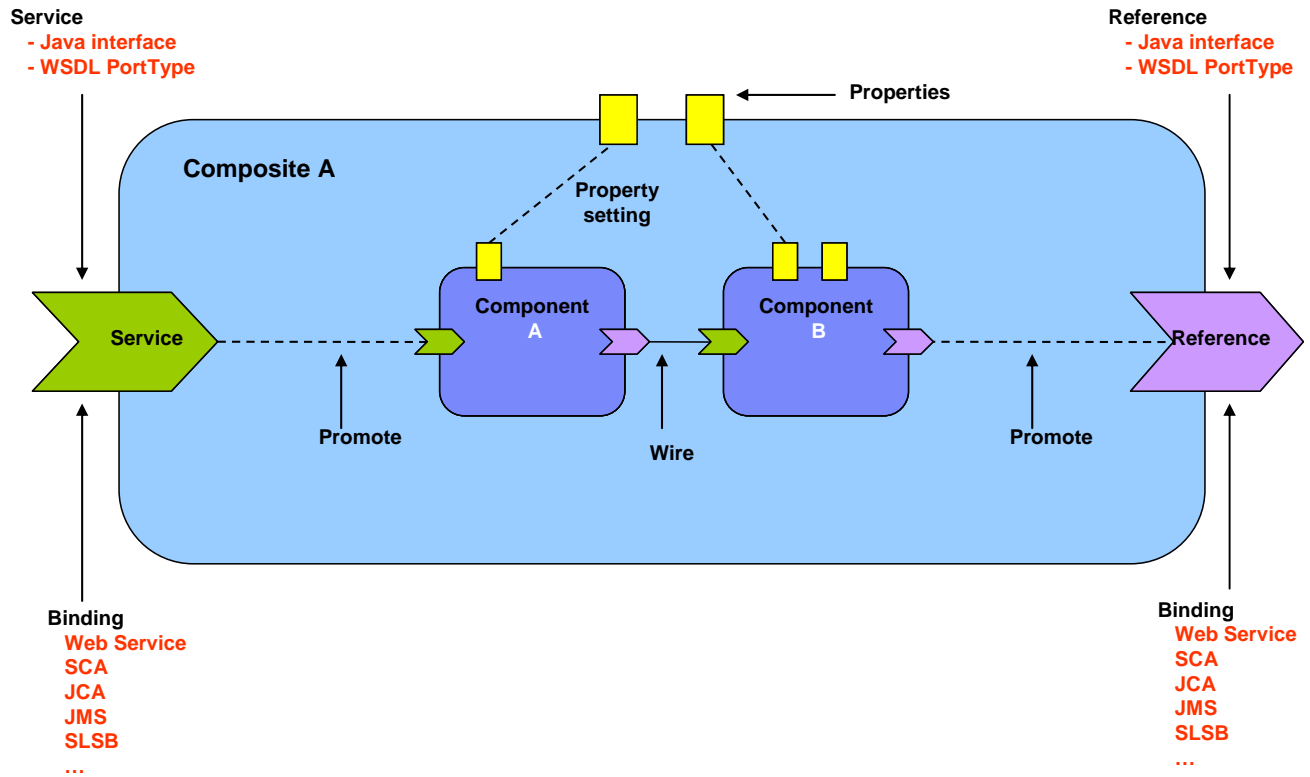 Service
- Java interface
- WSDL PortType
Reference
- Java interface
- WSDL PortType
Properties
Composite A
Property
setting
Component
A
Component
B
Service
Reference
Promote
Wire
Promote
Binding
Web Service
SCA
JCA
JMS
SLSB
…
Binding
Web Service
SCA
JCA
JMS
SLSB
…